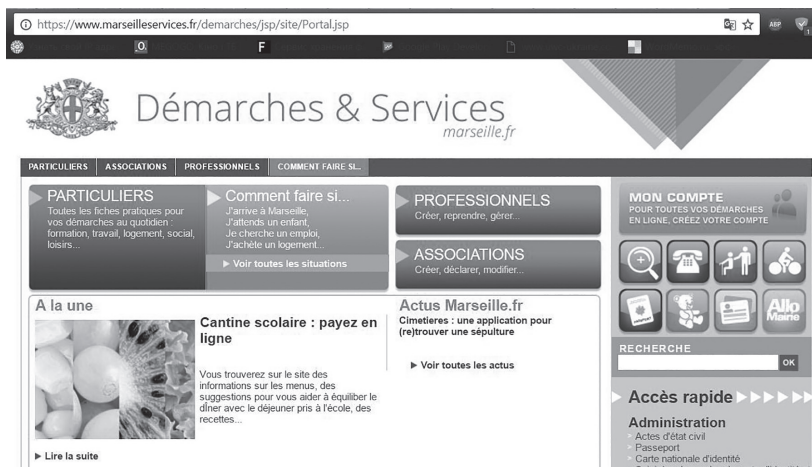 https://www.marseilleservices.fr/demarches/jsp/site/Portal.jsp
ABP
1
O
F
Démarches & Services
marseille.fr
PARTICULIERS
ASSOCIATIONS
PROFESSIONNELS
COMMENT FAIRE SI...
PARTICULIERS
Toutes les fiches pratiques pour
vos démarches au quotidien :
formation, travail, logement, social,
loisirs...
Comment faire si...
J'arrive à Marseille,
J'attends un enfant,
Je cherche un emploi,
J'achète un logement...
Voir toutes les situations
PROFESSIONNELS
Créer, reprendre, gérer...
ASSOCIATIONS
Créer, déclarer, modifier...
MON COMPTE
POUR TOUTES VOS DÉMARCHES
EN LIGNE, CRÉEZ VOTRE COMPTE
Allo
Mairie
A la une
Cantine scolaire : payez en
ligne
Vous trouverez sur le site des
informations sur les menus, des
suggestions pour vous aider à équilibrer le
dîner avec le déjeuner pris à l'école, des
recettes...
Lire la suite
Actus Marseille.fr
Cimetieres : une application pour
(re)trouver une sépulture
Voir toutes les actus
RECHERCHE
OK
Accès rapide
Administration
Actes d'état civil
Passeport
Carte nationale d'identité